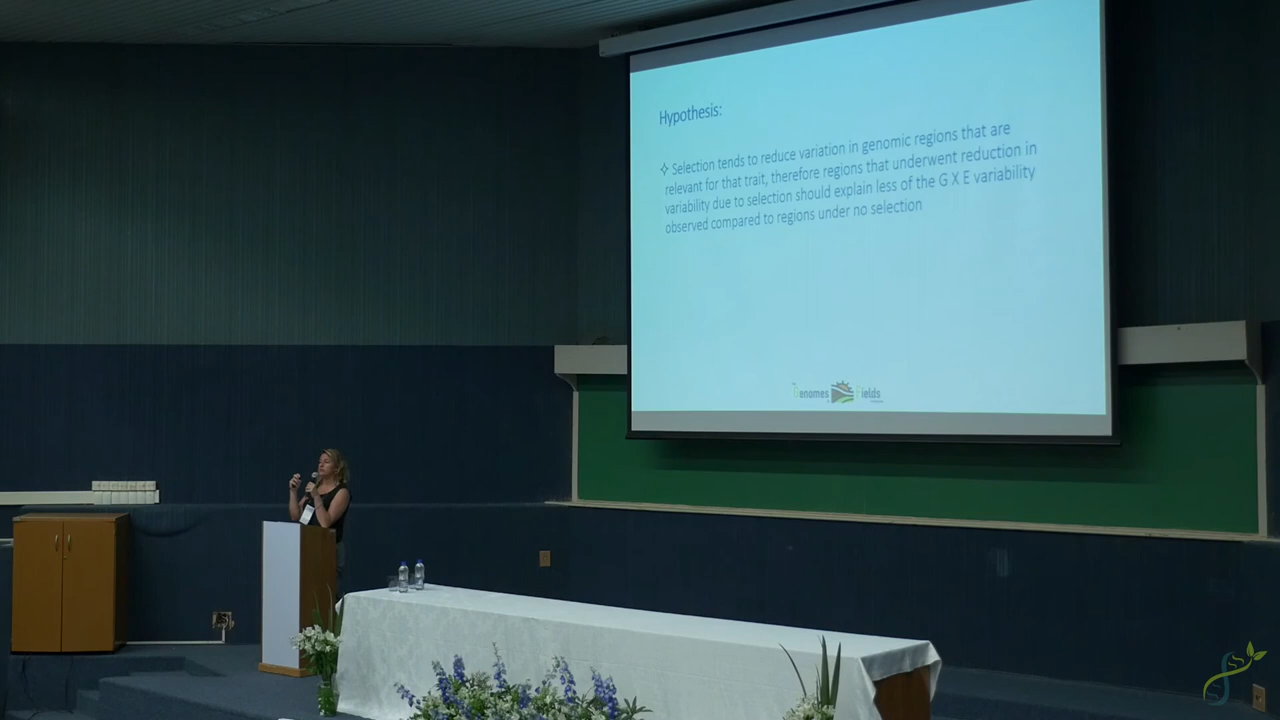 Hypothesis:
✧ Selection tends to reduce variation in genomic regions that are
relevant for that trait, therefore regions that underwent reduction in
variability due to selection should explain less of the G X E variability
observed compared to regions under no selection
Genomes Fields